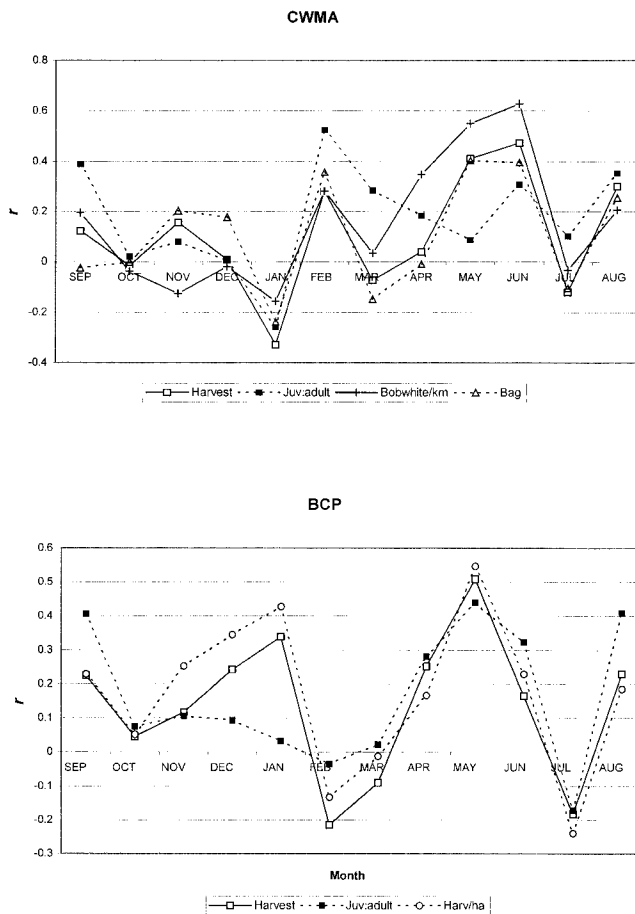 CWMA
0.8
0.6
0.4
0.2
0
-0.2
-0.4
r
SEP OCT NOV DEC JAN FEB MAR APR MAY JUN JUL AUG
Harvest Juv:adult Bobwhite/km Bag
BCP
0.6
0.5
0.4
0.3
0.2
0.1
0
-0.1
-0.2
-0.3
r
SEP OCT NOV DEC JAN FEB MAR APR MAY JUN JUL AUG
Month
Harvest Juv:adult Harv/ha